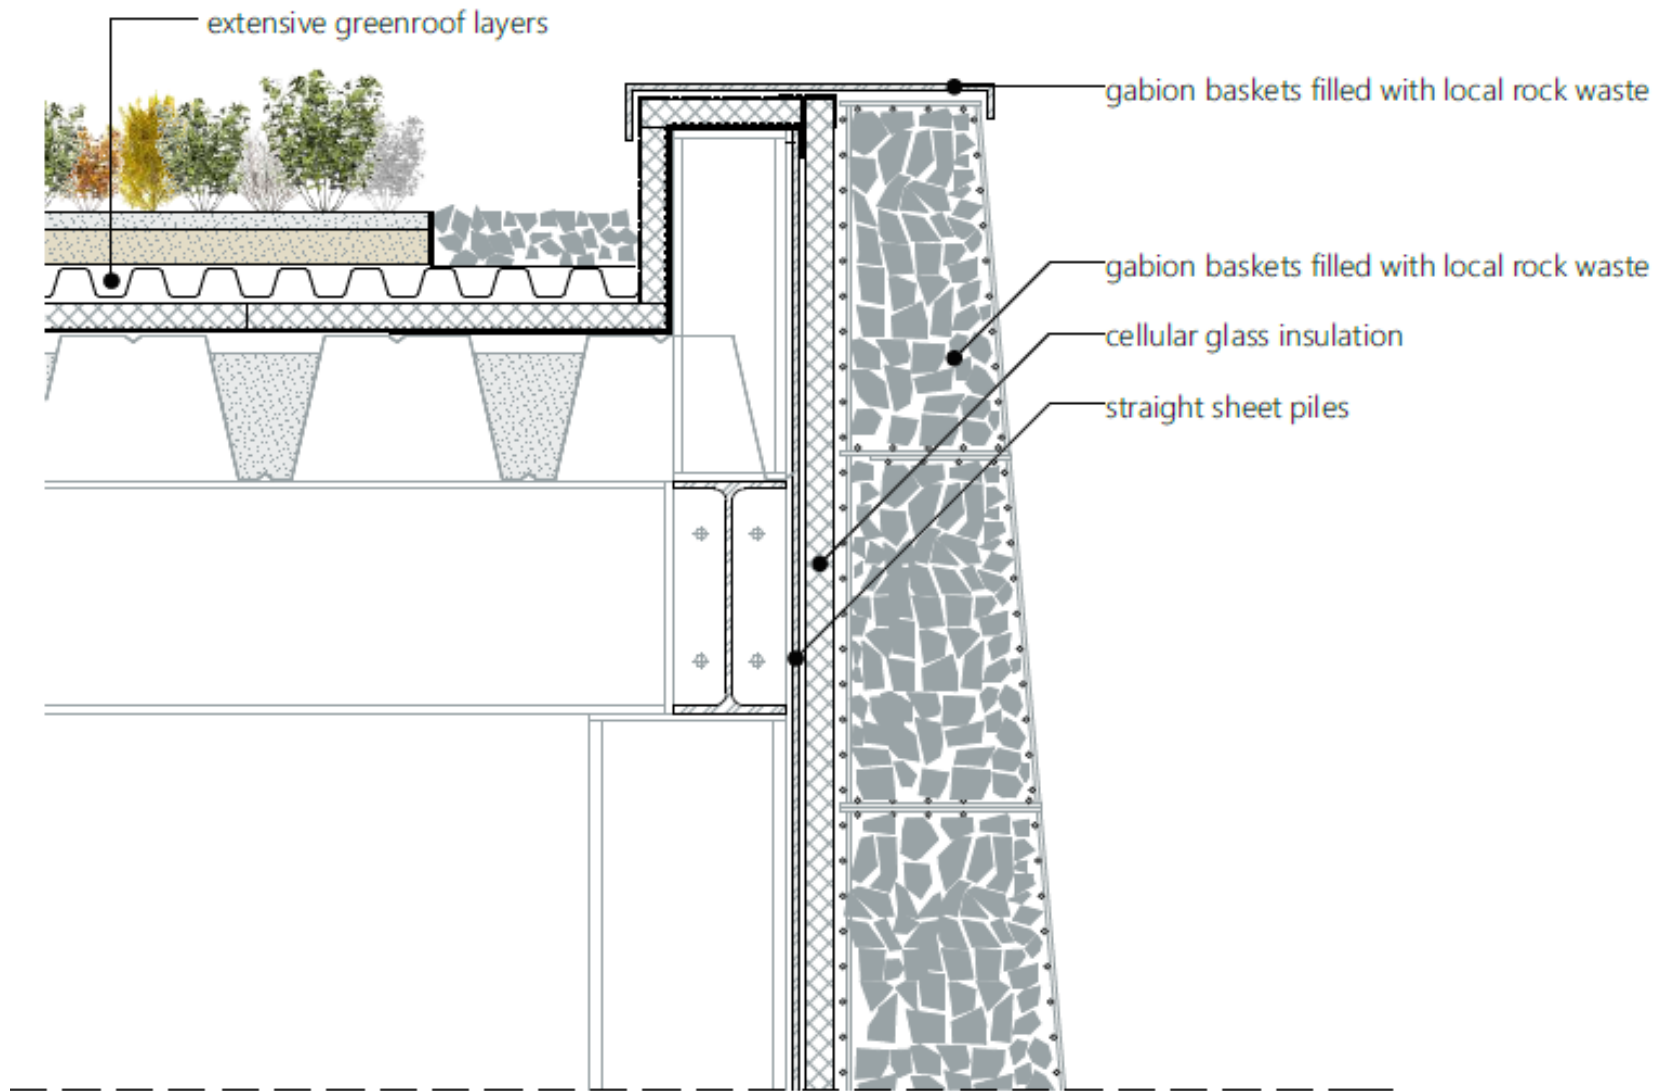 extensive greenroof layers
gabion baskets filled with local rock waste
gabion baskets filled with local rock waste
cellular glass insulation
straight sheet piles